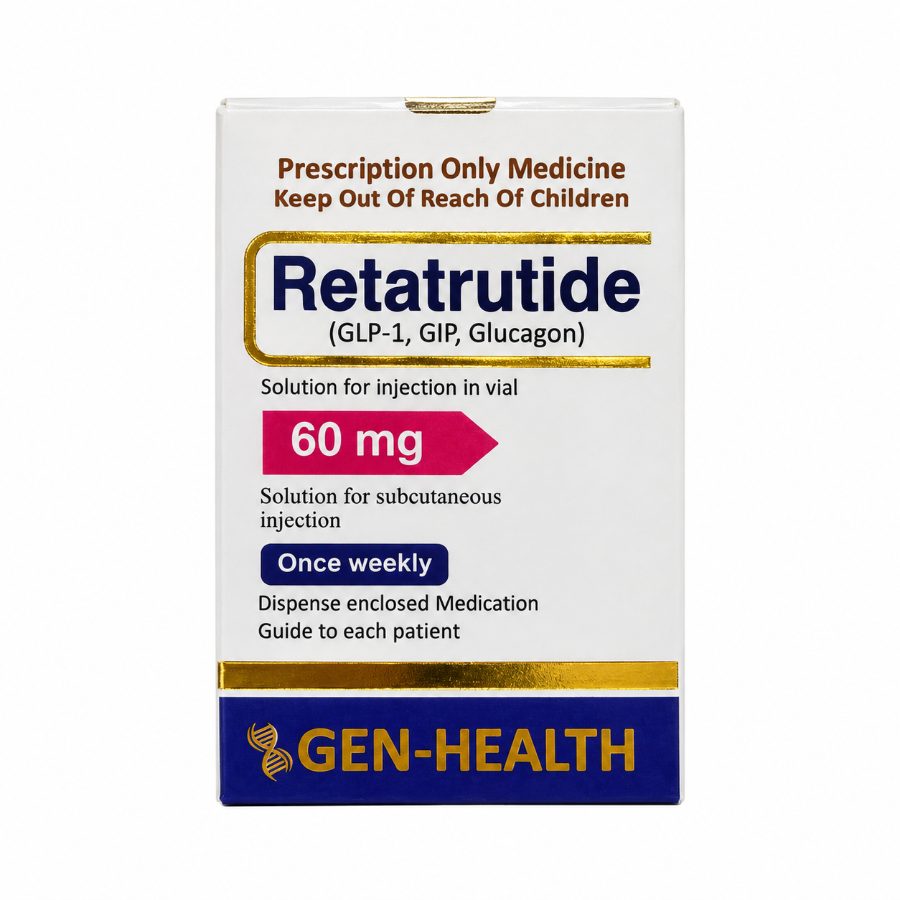 Prescription Only Medicine
Keep Out Of Reach Of Children
Retatrutide
(GLP-1, GIP, Glucagon)
Solution for injection in vial
60 mg
Solution for subcutaneous
injection
Once weekly
Dispense enclosed Medication
Guide to each patient
GEN-HEALTH